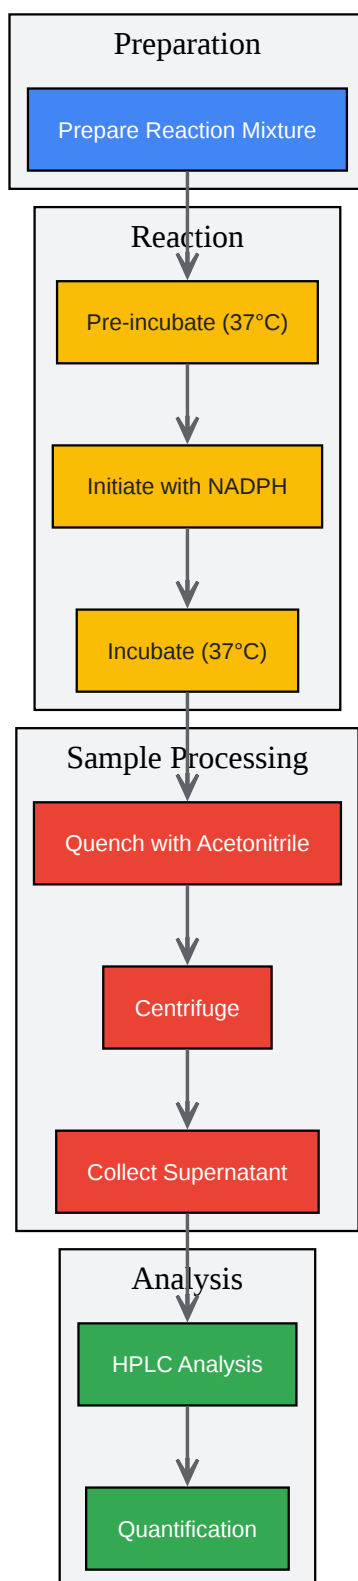 Preparation
Prepare Reaction Mixture
Reaction
Pre-incubate (37°C)
Initiate with NADPH
Incubate (37°C)
Sample Processing
Quench with Acetonitrile
Centrifuge
Collect Supernatant
Analysis
HPLC Analysis
Quantification